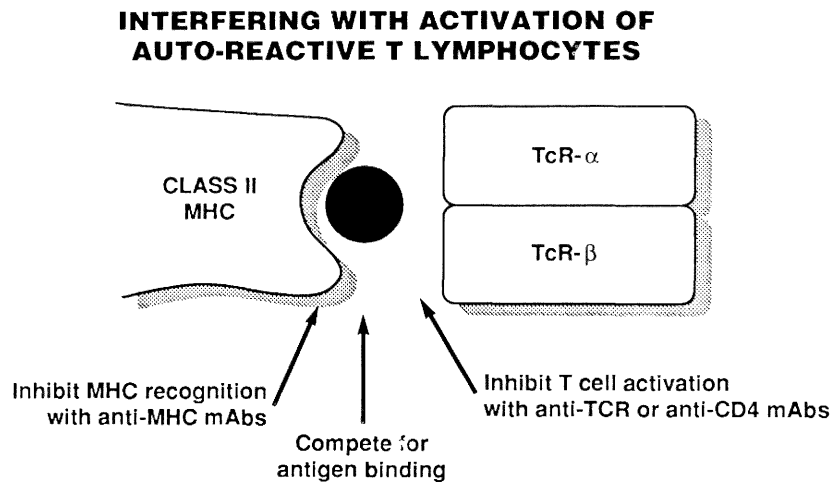 INTERFERING WITH ACTIVATION OF
AUTO-REACTIVE T LYMPHOCYTES
CLASS II
MHC
TcR-α
TcR-β
Inhibit MHC recognition
with anti-MHC mAbs
Compete for
antigen binding
Inhibit T cell activation
with anti-TCR or anti-CD4 mAbs